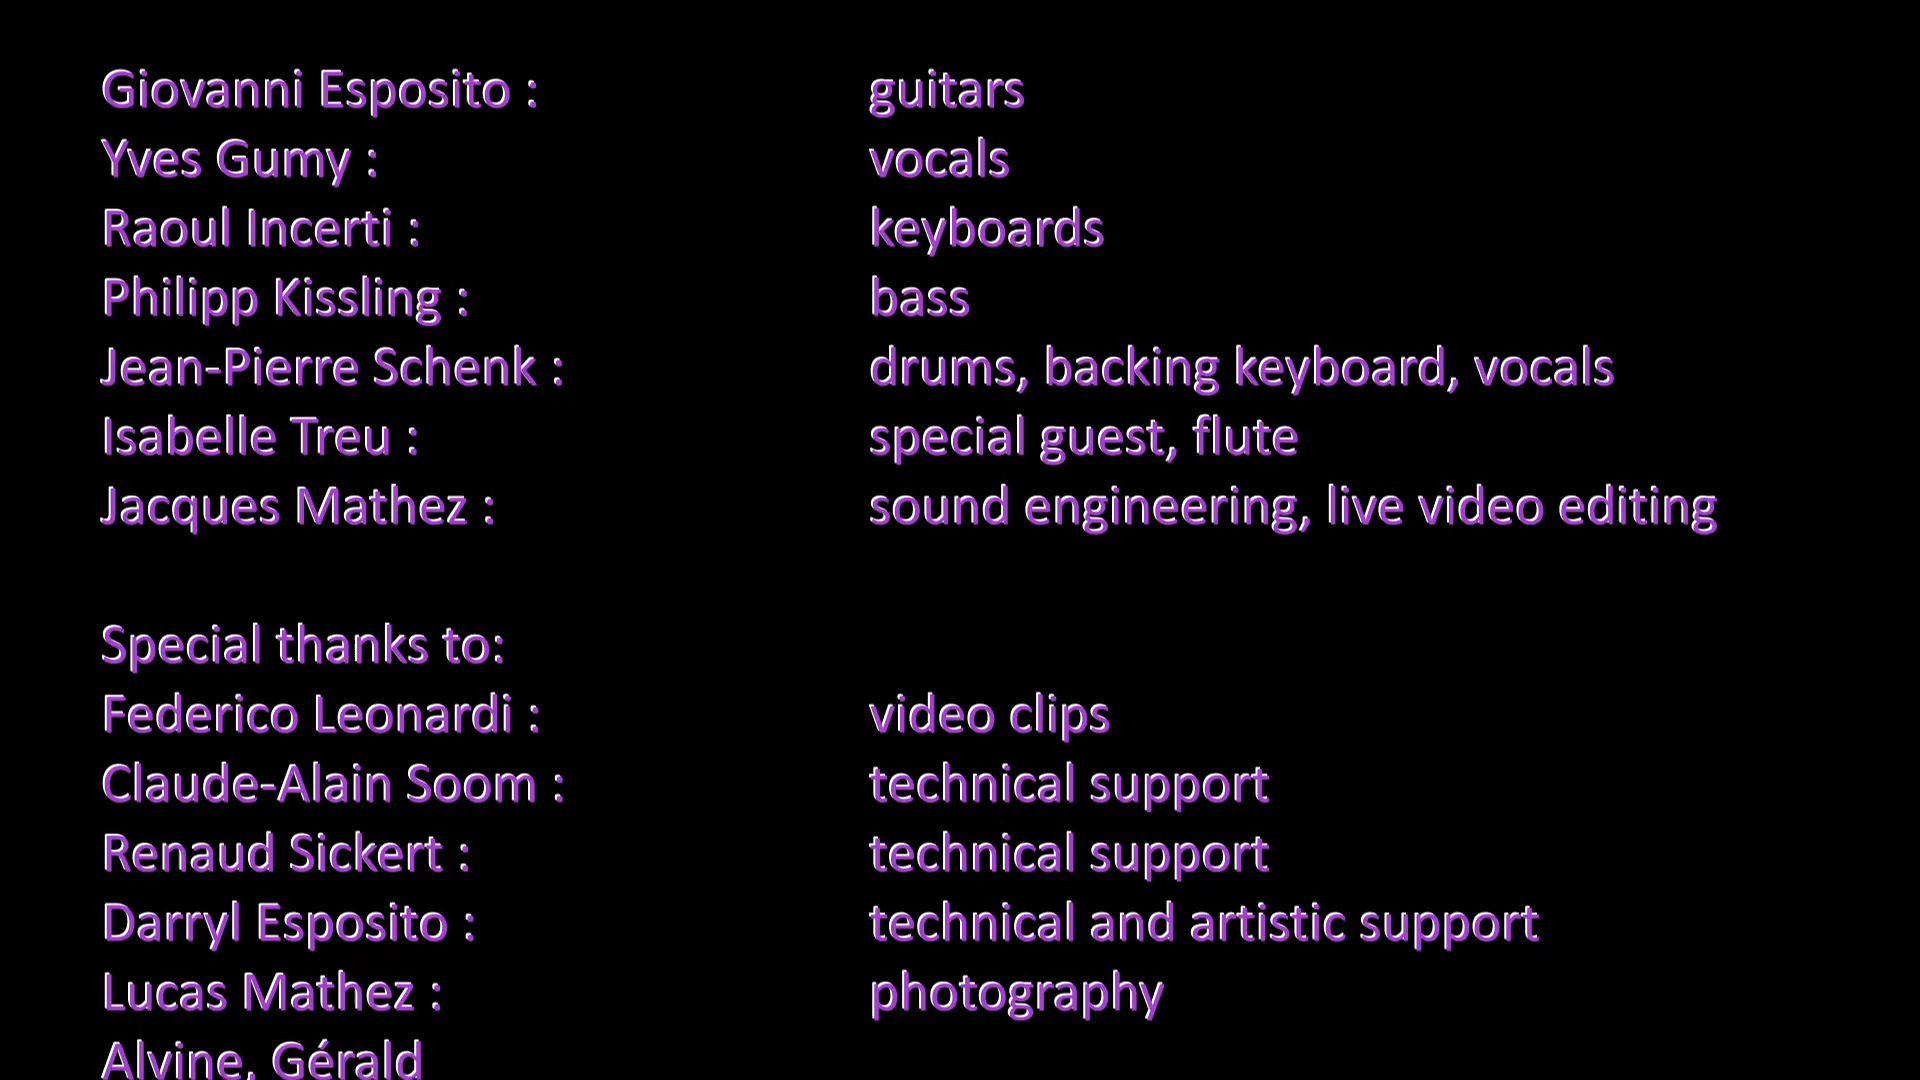 Giovanni Esposito : guitars
Yves Gumy : vocals
Raoul Incerti : keyboards
Philipp Kissling : bass
Jean-Pierre Schenk : drums, backing keyboard, vocals
Isabelle Treu : special guest, flute
Jacques Mathez : sound engineering, live video editing
Special thanks to:
Federico Leonardi : video clips
Claude-Alain Soom : technical support
Renaud Sickert : technical support
Darryl Esposito : technical and artistic support
Lucas Mathez : photography
Alvine, Gérald